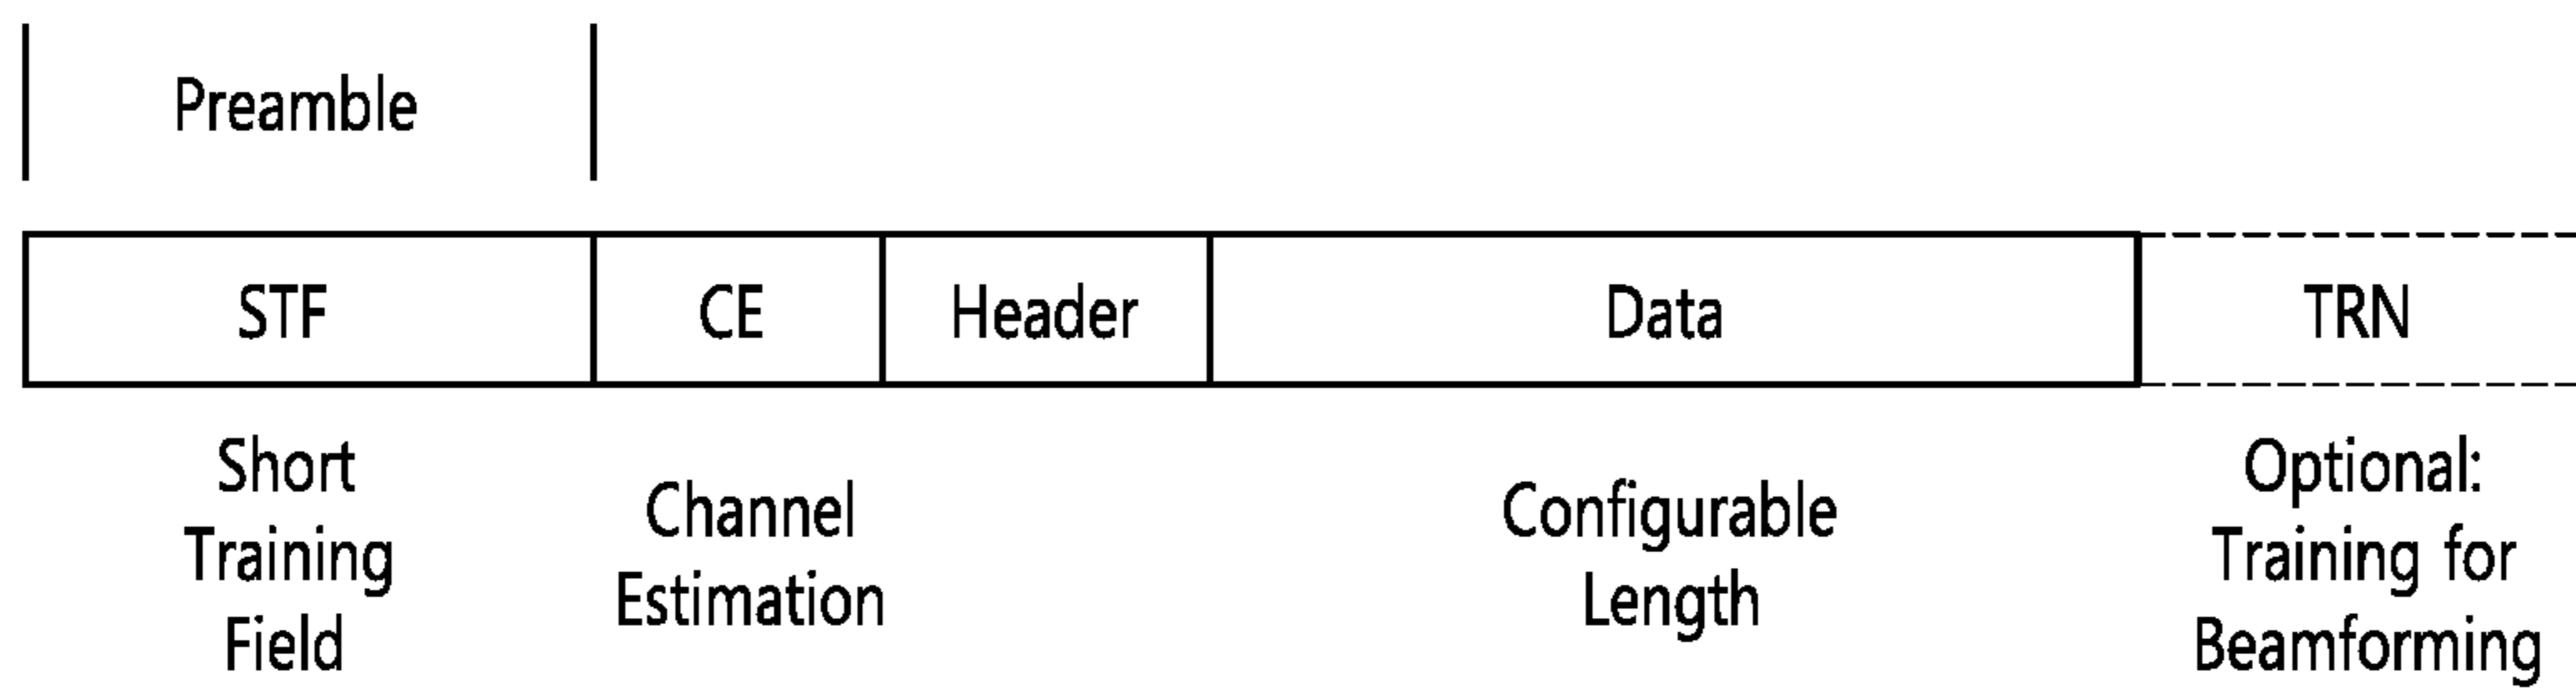 Preamble
STF CE Header Data TRN
Short
Training
Field
Channel
Estimation
Configurable
Length
Optional:
Training for
Beamforming